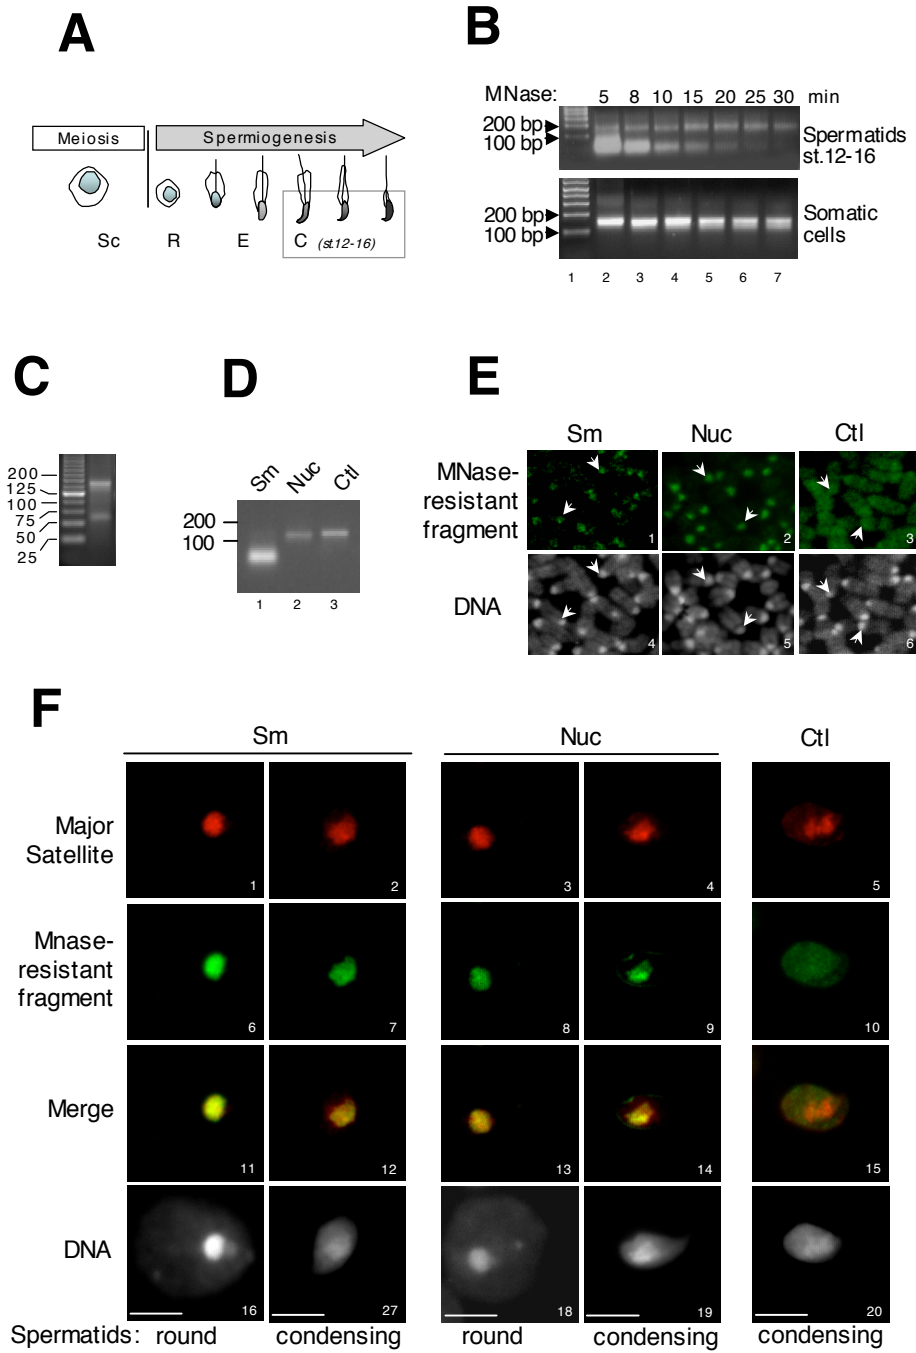 A
Meiosis
Spermiogenesis
Sc R E C (st.12-16)
B
MNase: 5 8 10 15 20 25 30 min
200 bp
100 bp
Spermatids
st.12-16
200 bp
100 bp
Somatic
cells
1 2 3 4 5 6 7
C
200
125
100
75
50
25
D
Sm Nuc Ctl
200
100
1 2 3
E
Sm Nuc Ctl
MNase-
resistant
fragment
1 2 3
DNA
4 5 6
F
Sm Nuc Ctl
Major
Satellite
1 2 3 4 5
Mnase-
resistant
fragment
6 7 8 9 10
Merge
11 12 13 14 15
DNA
16 27 18 19 20
Spermatids: round condensing round condensing condensing